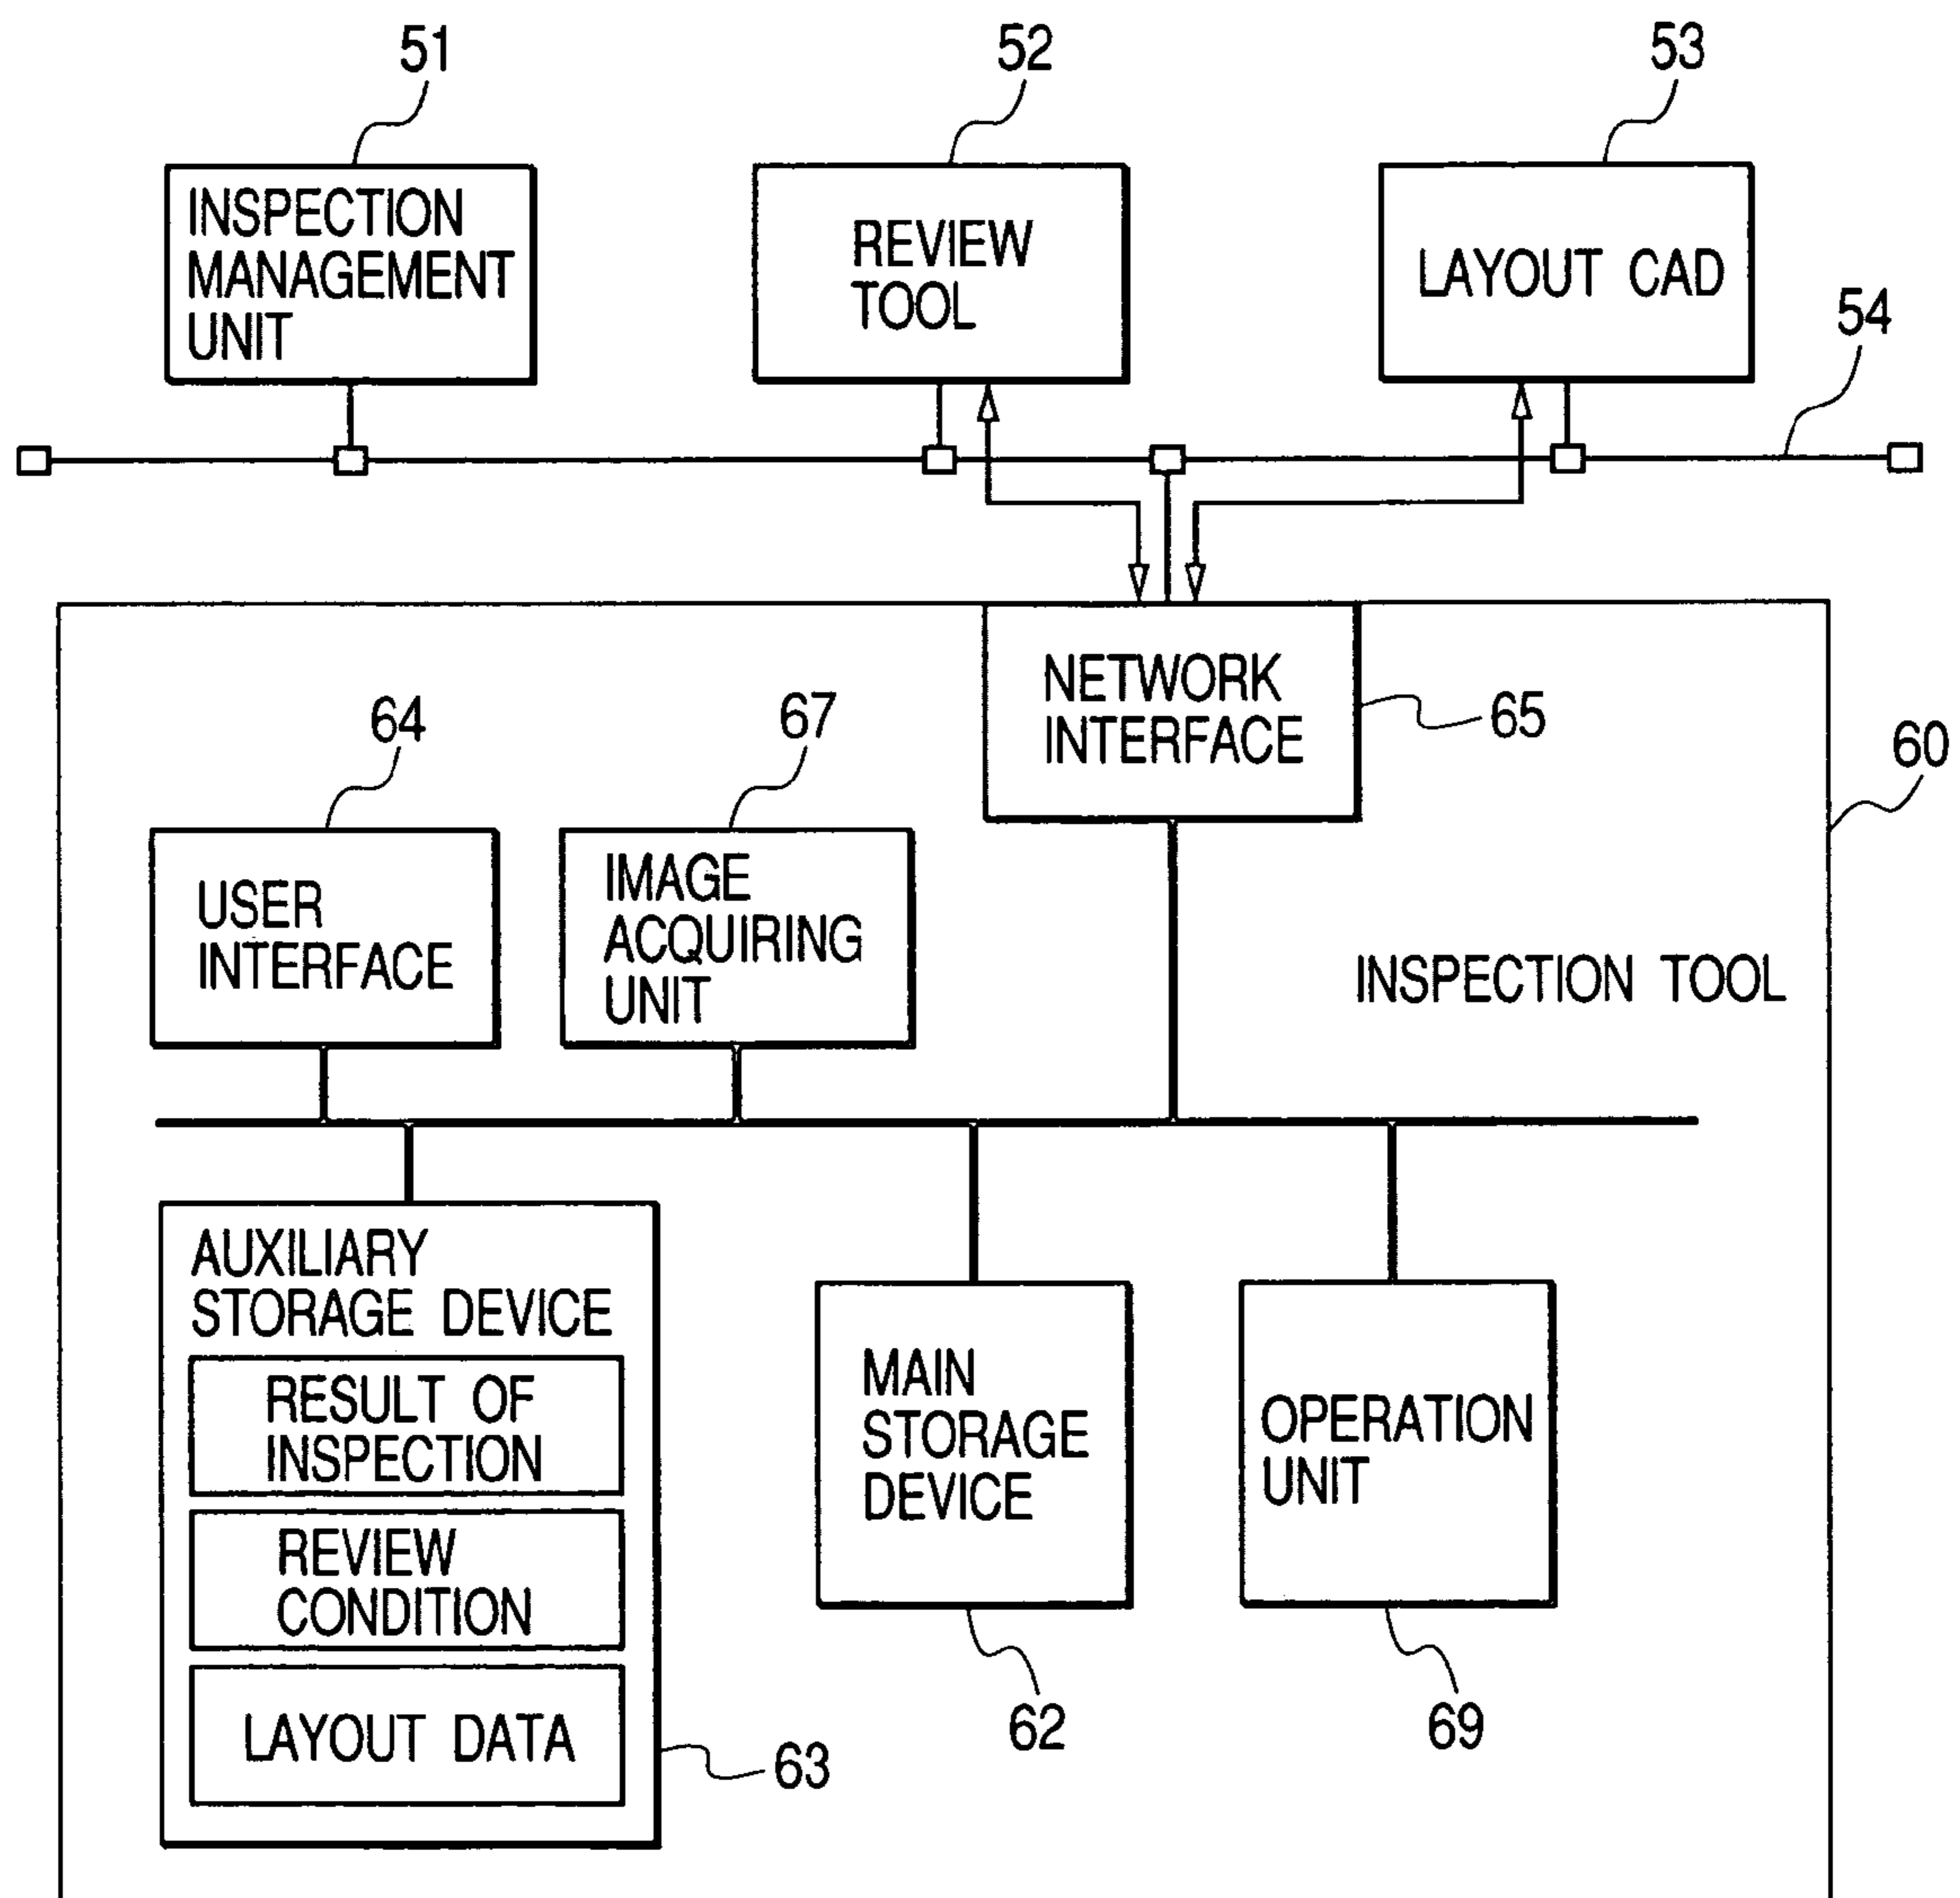 51
52
53
INSPECTION
MANAGEMENT
UNIT
REVIEW
TOOL
LAYOUT CAD
54
NETWORK
INTERFACE
65
60
64
67
USER
INTERFACE
IMAGE
ACQUIRING
UNIT
INSPECTION TOOL
AUXILIARY
STORAGE DEVICE
RESULT OF
INSPECTION
REVIEW
CONDITION
LAYOUT DATA
63
MAIN
STORAGE
DEVICE
62
OPERATION
UNIT
69